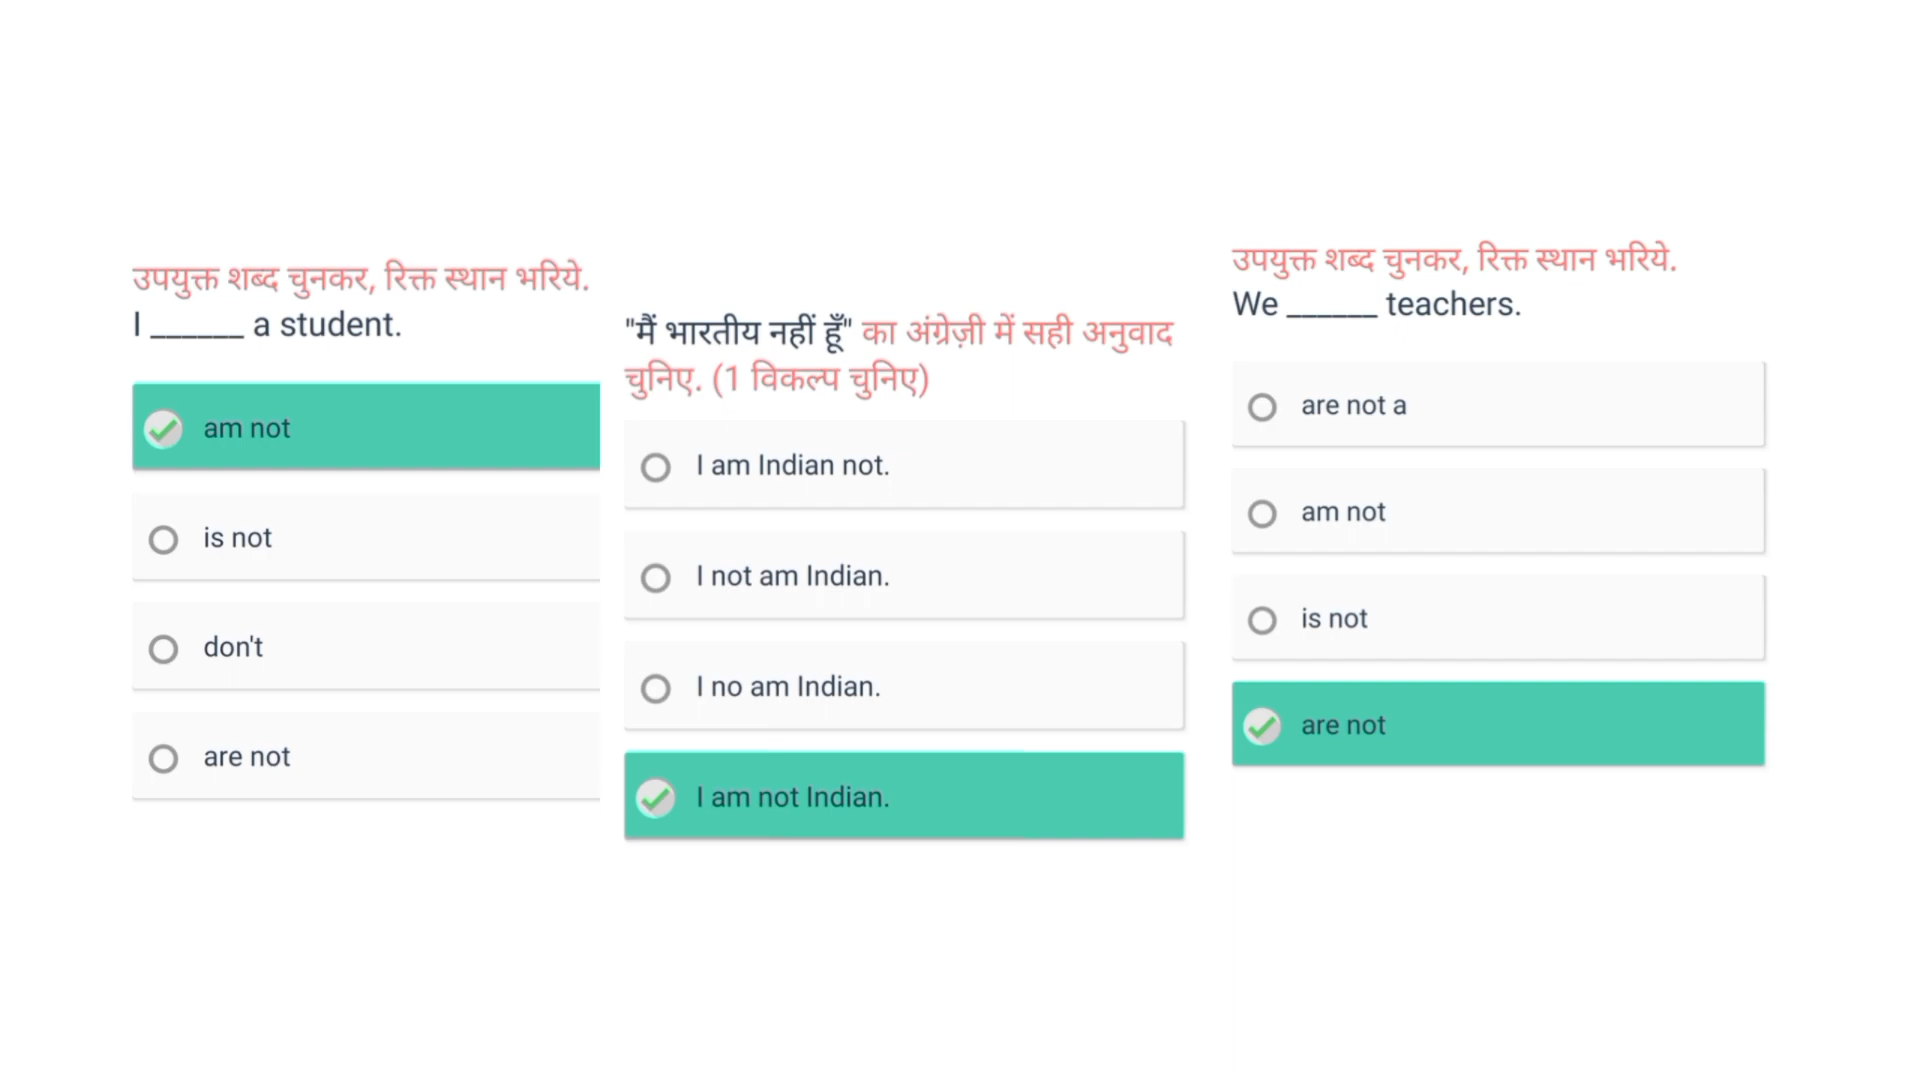 उपयुक्त शब्द चुनकर, रिक्त स्थान भरिये.
I ______ a student.
am not
is not
don't
are not
"मैं भारतीय नहीं हूँ" का अंग्रेज़ी में सही अनुवाद
चुनिए. (1 विकल्प चुनिए)
I am Indian not.
I not am Indian.
I no am Indian.
I am not Indian.
उपयुक्त शब्द चुनकर, रिक्त स्थान भरिये.
We ______ teachers.
are not a
am not
is not
are not